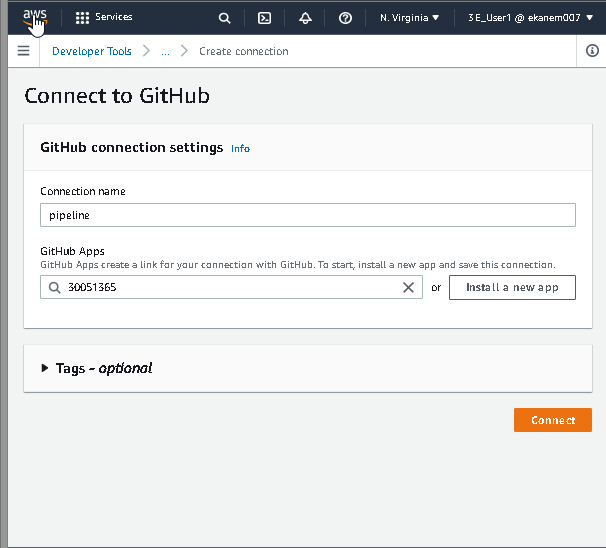 aws Services N. Virginia 3E_User1 @ ekanem007
Developer Tools ... Create connection
Connect to GitHub
GitHub connection settings Info
Connection name
pipeline
GitHub Apps
GitHub Apps create a link for your connection with GitHub. To start, install a new app and save this connection.
30051365 or Install a new app
Tags - optional
Connect